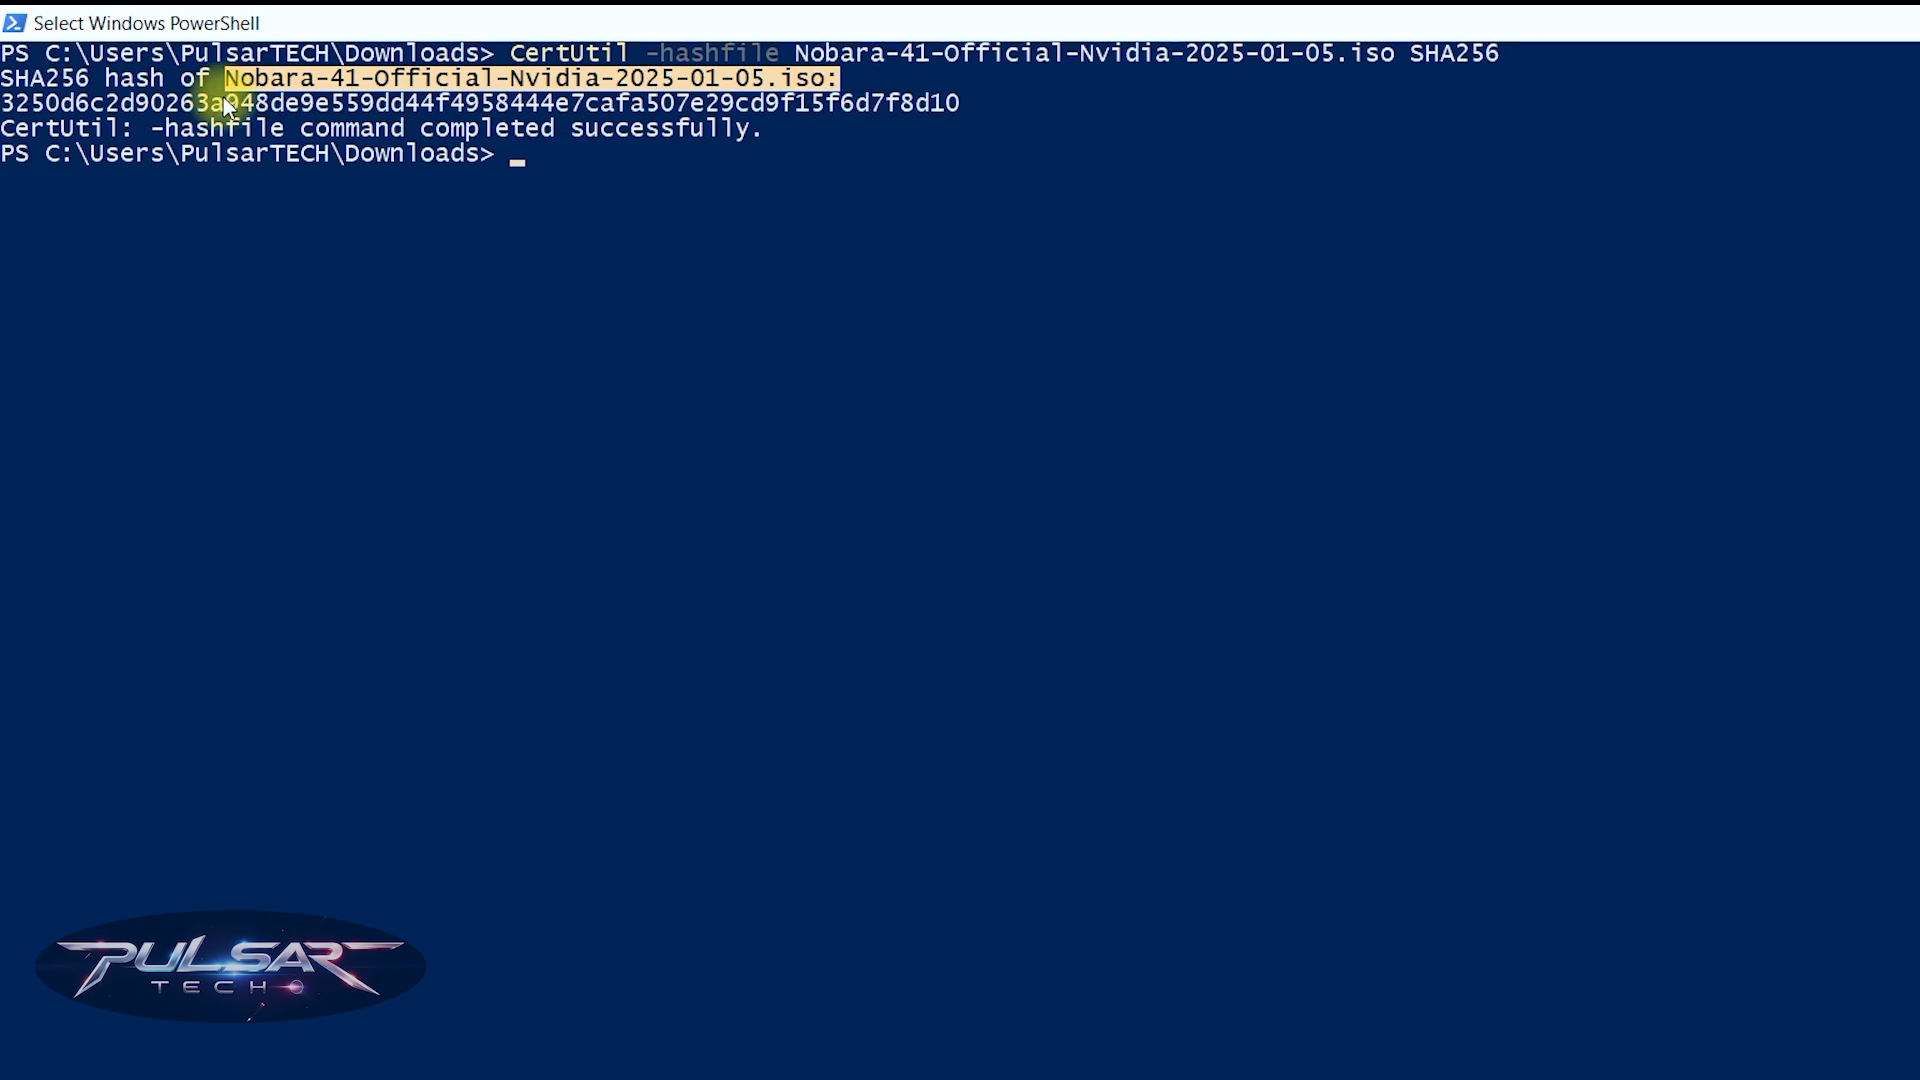 Select Windows PowerShell
PS C:\Users\PulsarTECH\Downloads> CertUtil -hashfile Nobara-41-Official-Nvidia-2025-01-05.iso SHA256
SHA256 hash of Nobara-41-Official-Nvidia-2025-01-05.iso:
3250d6c2d90263a948de9e559dd44f4958444e7cafa507e29cd9f15f6d7f8d10
CertUtil: -hashfile command completed successfully.
PS C:\Users\PulsarTECH\Downloads>
PULSAR
TECH